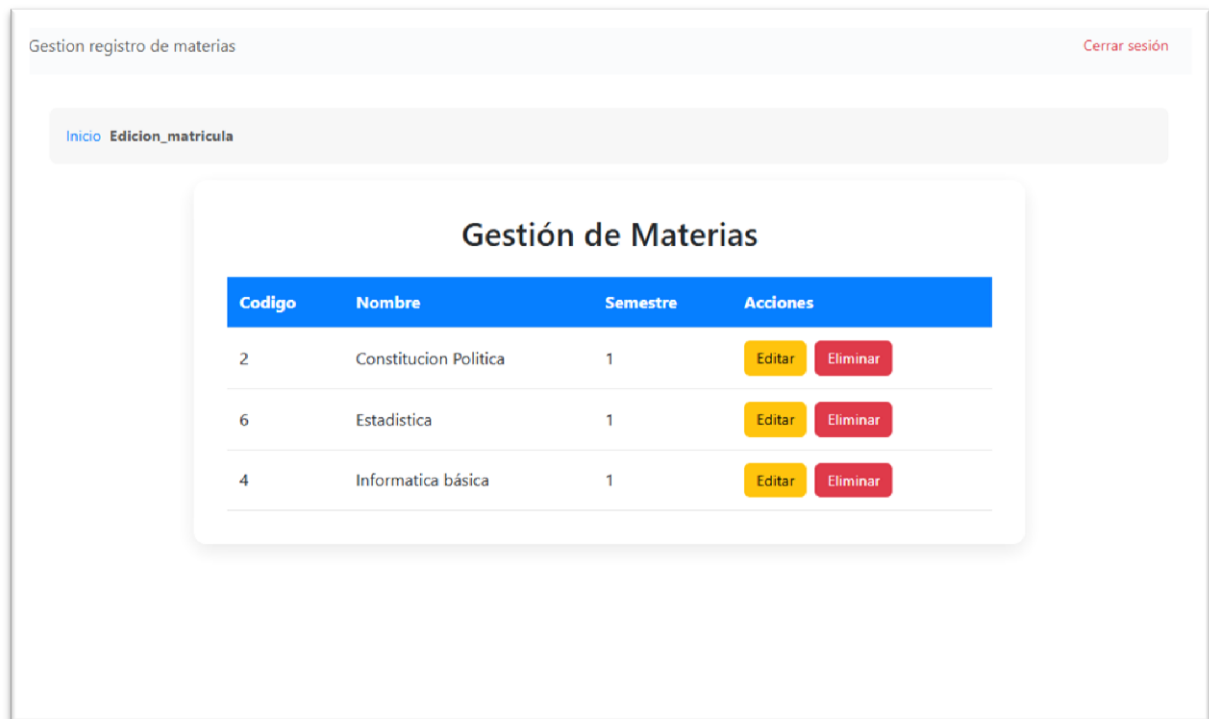 Gestion registro de materias Cerrar sesión
Inicio Edicion_matricula
Gestión de Materias
Codigo Nombre Semestre Acciones
2 Constitucion Politica 1 Editar Eliminar
6 Estadistica 1 Editar Eliminar
4 Informatica básica 1 Editar Eliminar